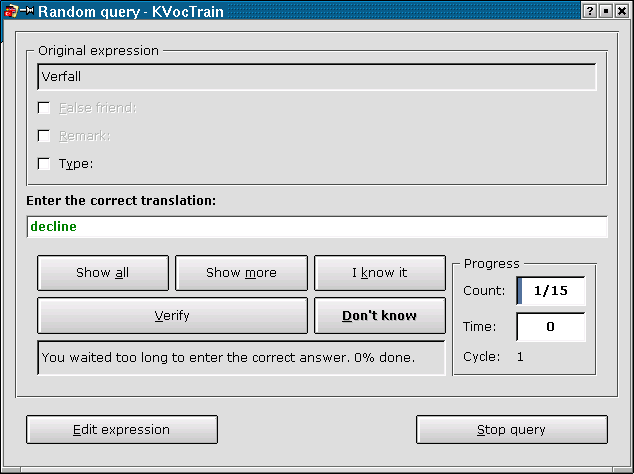 Random query - KVocTrain
Original expression
Verfall
False friend:
Remark:
Type:
Enter the correct translation:
decline
Show all Show more I know it
Verify Don't know
You waited too long to enter the correct answer. 0% done.
Progress
Count: 1/15
Time: 0
Cycle: 1
Edit expression Stop query